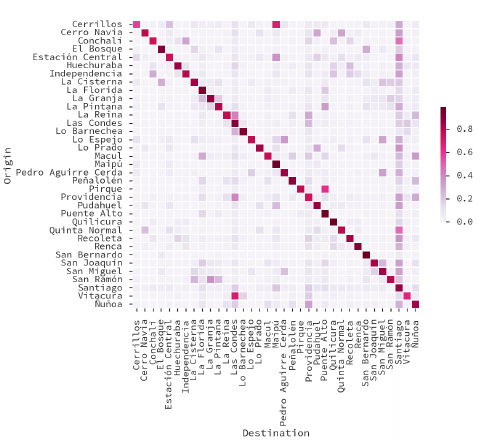 Origin
Cerrillos
Cerro Navia
Conchalí
El Bosque
Estación Central
Huechuraba
Independencia
La Cisterna
La Florida
La Granja
La Pintana
La Reina
Las Condes
Lo Barnechea
Lo Espejo
Lo Prado
Macul
Maipú
Pedro Aguirre Cerda
Peñalolén
Pirque
Providencia
Pudahuel
Puente Alto
Quilicura
Quinta Normal
Recoleta
Renca
San Bernardo
San Joaquín
San Miguel
San Ramón
Santiago
Vitacura
Ñuñoa
0.8
0.6
0.4
0.2
0.0
Cerrillos
Cerro Navia
Conchalí
El Bosque
Estación Central
Huechuraba
Independencia
La Cisterna
La Florida
La Granja
La Pintana
La Reina
Las Condes
Lo Barnechea
Lo Espejo
Lo Prado
Macul
Maipú
Pedro Aguirre Cerda
Peñalolén
Pirque
Providencia
Pudahuel
Puente Alto
Quilicura
Quinta Normal
Recoleta
Renca
San Bernardo
San Joaquín
San Miguel
San Ramón
Santiago
Vitacura
Ñuñoa
Destination